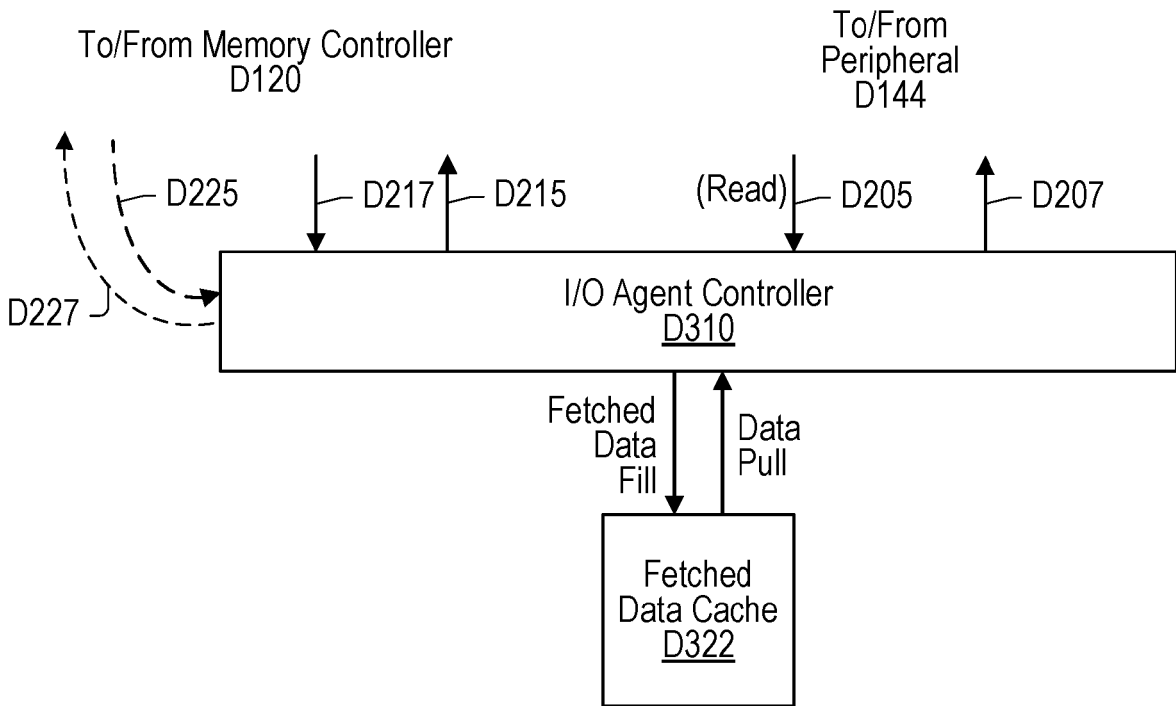 To/From Memory Controller
D120
To/From
Peripheral
D144
D225
D217
D215
(Read)
D205
D207
D227
I/O Agent Controller
D310
Fetched
Data
Fill
Data
Pull
Fetched
Data Cache
D322